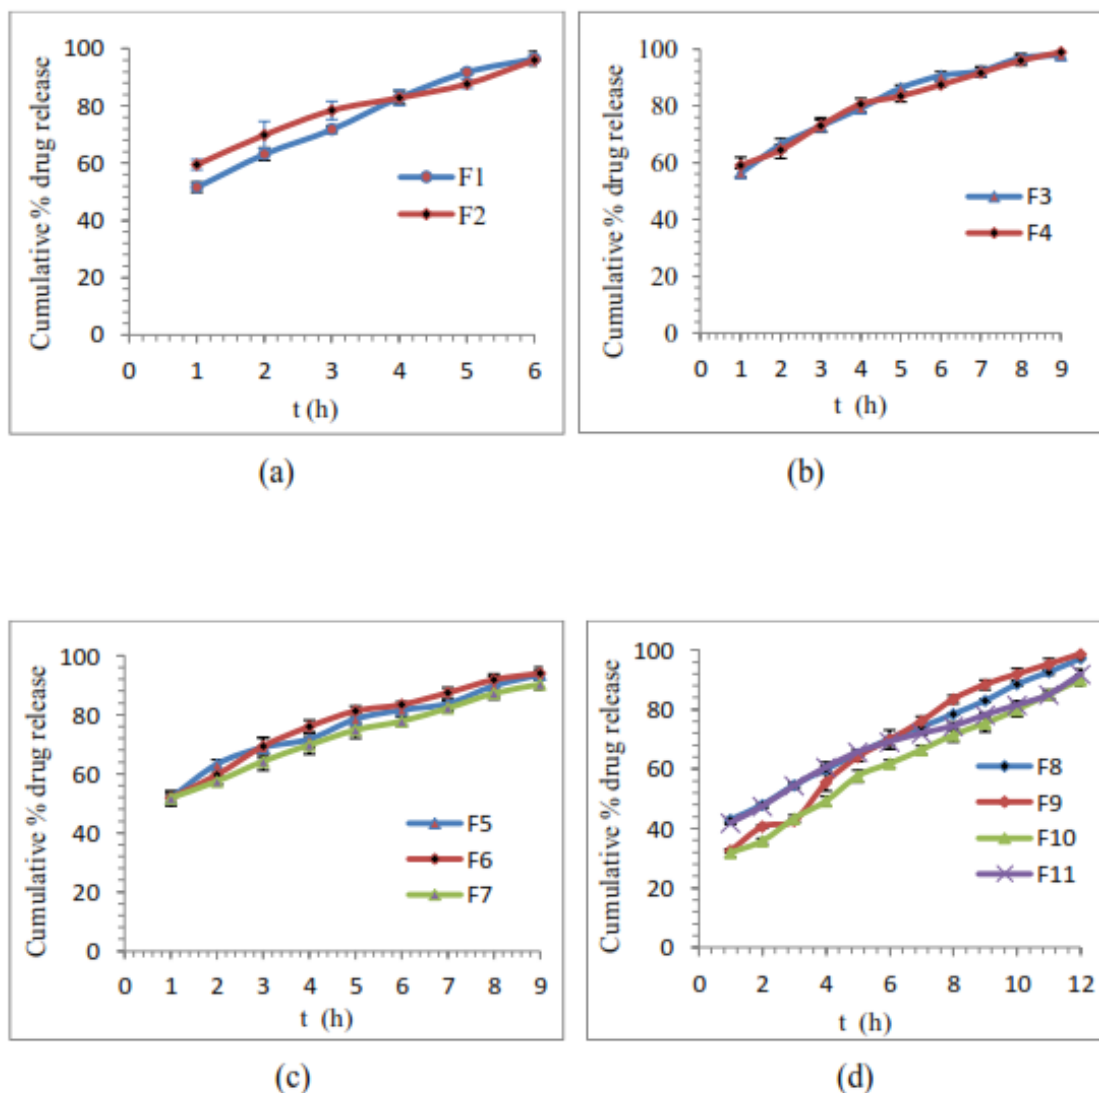 Cumulative % drug release
100
80
60
40
20
0
0 1 2 3 4 5 6
t (h)
F1
F2
(a)
Cumulative % drug release
100
80
60
40
20
0
0 1 2 3 4 5 6 7 8 9
t (h)
F3
F4
(b)
Cumulative % drug release
100
80
60
40
20
0
0 1 2 3 4 5 6 7 8 9
t (h)
F5
F6
F7
(c)
Cumulative % drug release
100
80
60
40
20
0
0 2 4 6 8 10 12
t (h)
F8
F9
F10
F11
(d)